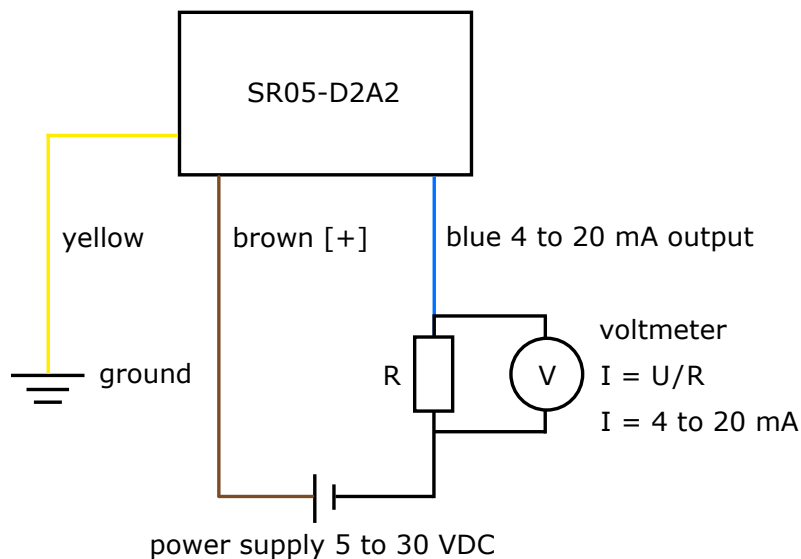 SR05-D2A2
yellow
brown [+]
blue 4 to 20 mA output
ground
R
V
voltmeter
I = U/R
I = 4 to 20 mA
power supply 5 to 30 VDC